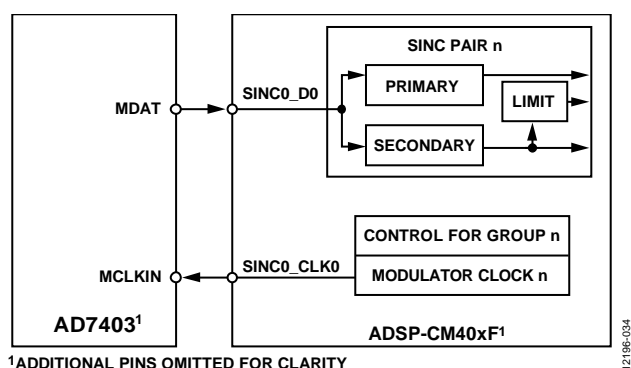 SINC PAIR n
PRIMARY
LIMIT
SECONDARY
MDAT
SINC0_D0
CONTROL FOR GROUP n
MODULATOR CLOCK n
MCLKIN
SINC0_CLK0
AD7403¹
ADSP-CM40xF¹
¹ADDITIONAL PINS OMITTED FOR CLARITY
12196-034